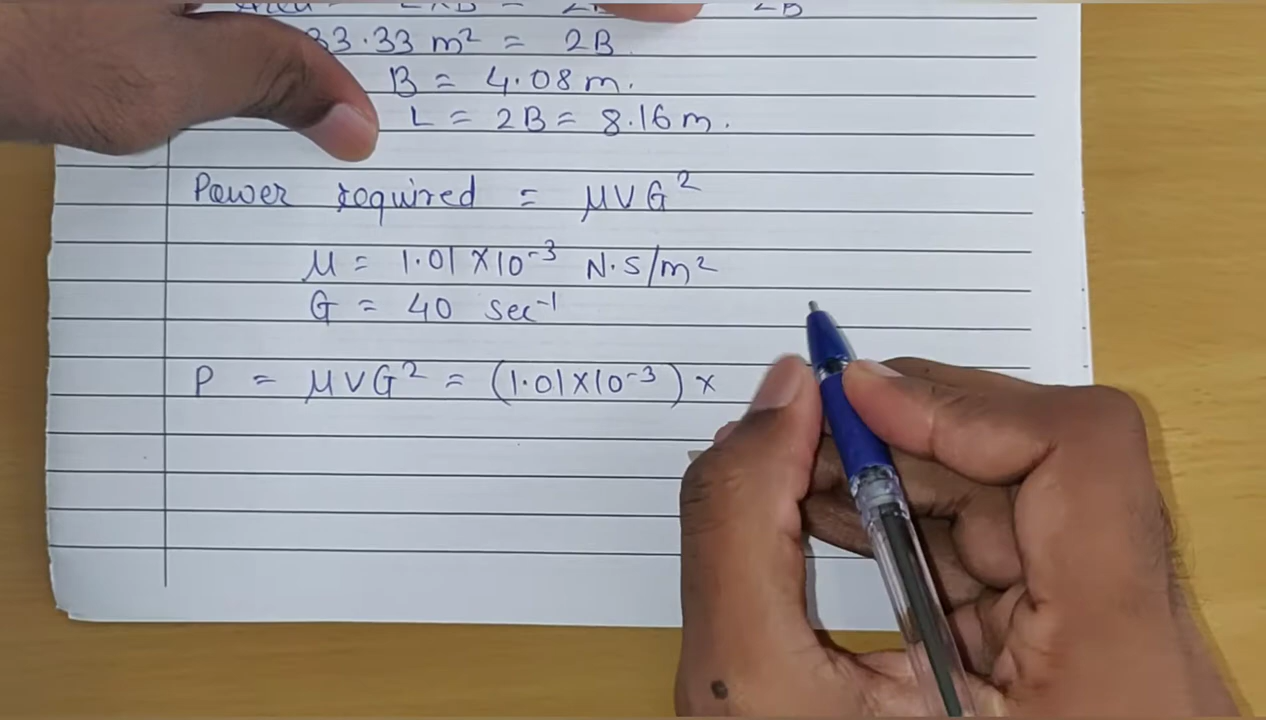 = 2B
33.33 m² = 2B
B = 4.08 m.
L = 2B = 8.16 m.
Power required = μVG²
μ = 1.01 × 10⁻³ N.S/m²
G = 40 sec⁻¹
P = μVG² = (1.01×10⁻³) ×